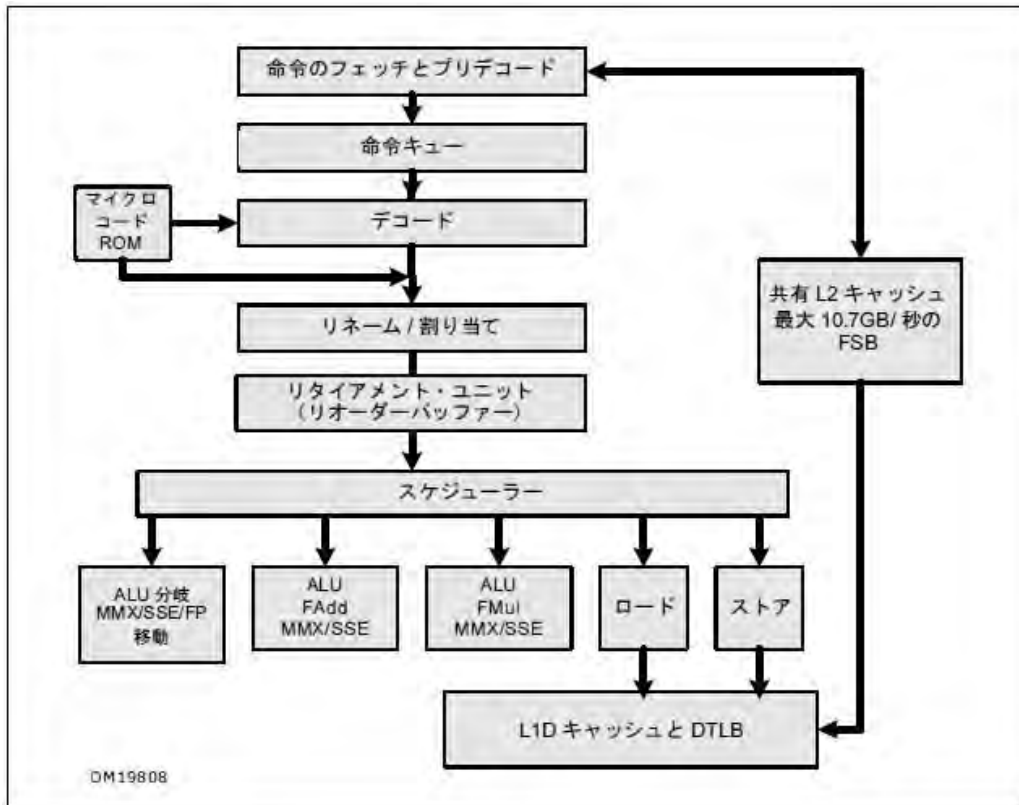 命令のフェッチとプリデコード
命令キュー
マイクロ
コード
ROM
デコード
共有 L2 キャッシュ
最大 10.7GB/ 秒の
FSB
リネーム / 割り当て
リタイアメント・ユニット
(リオーダーバッファー)
スケジューラー
ALU 分岐
MMX/SSE/FP
移動
ALU
FAdd
MMX/SSE
ALU
FMul
MMX/SSE
ロード
ストア
L1D キャッシュと DTLB
OM19808